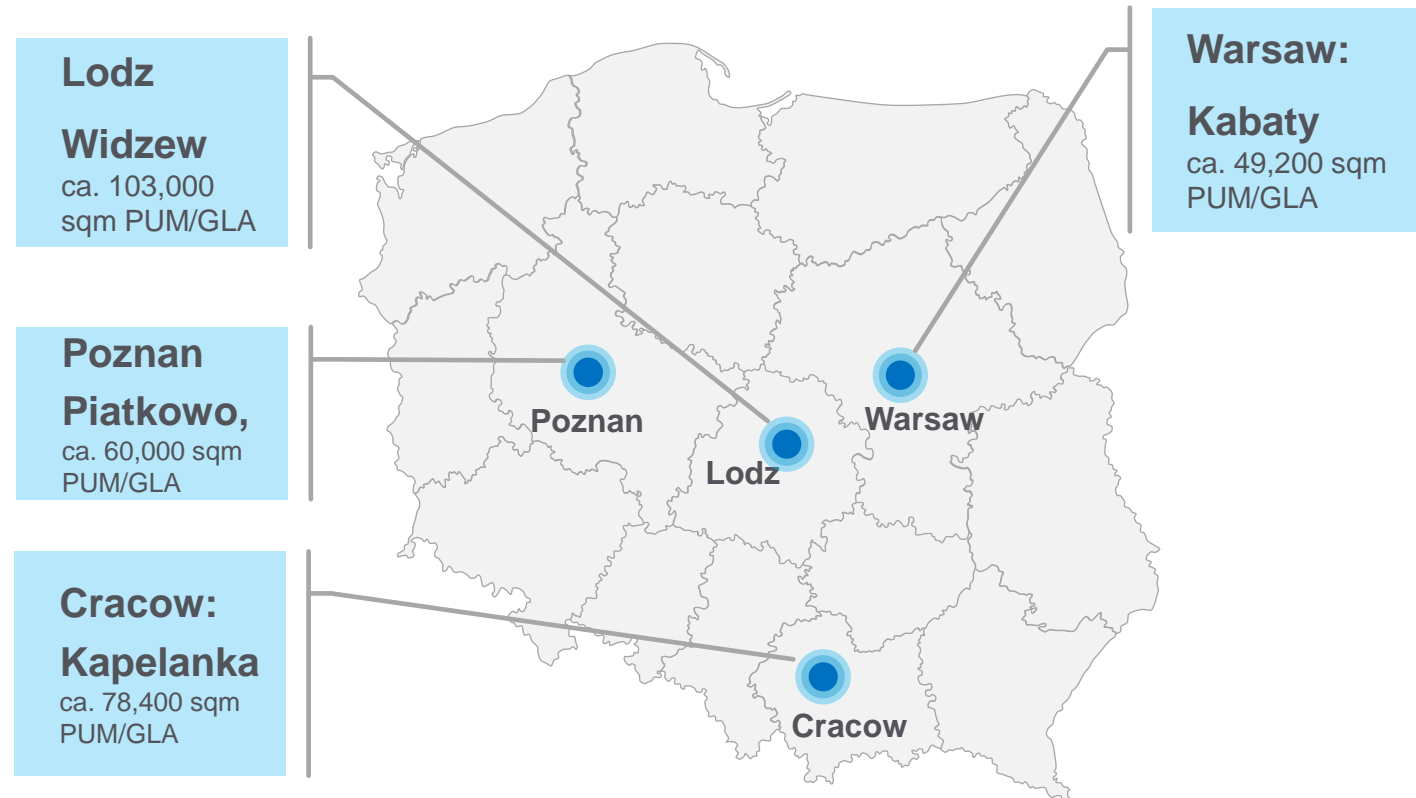 Lodz
Widzew
ca. 103,000
sqm PUM/GLA
Poznan
Piatkowo,
ca. 60,000 sqm
PUM/GLA
Cracow:
Kapelanka
ca. 78,400 sqm
PUM/GLA
Warsaw:
Kabaty
ca. 49,200 sqm
PUM/GLA
Poznan
Warsaw
Lodz
Cracow